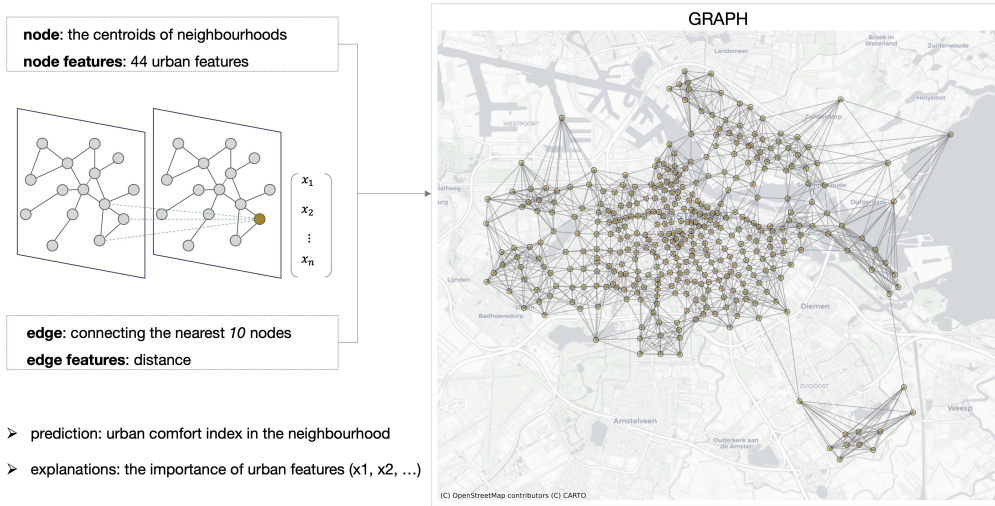 node: the centroids of neighbourhoods
node features: 44 urban features
x1
x2
⋮
xn
edge: connecting the nearest 10 nodes
edge features: distance
➢ prediction: urban comfort index in the neighbourhood
➢ explanations: the importance of urban features (x1, x2, …)
GRAPH
Landsmeer
Broek in
Waterland
Zuiderwoude
Holysloot
WESTPOORT
Zunderdorp
Halfweg
Durgerdam
Lijnden
Badhoevedorp
Diemen
ZUIDOOST
Weesp
Amstelveen
Ouderkerk aan
de Amstel
(C) OpenStreetMap contributors (C) CARTO